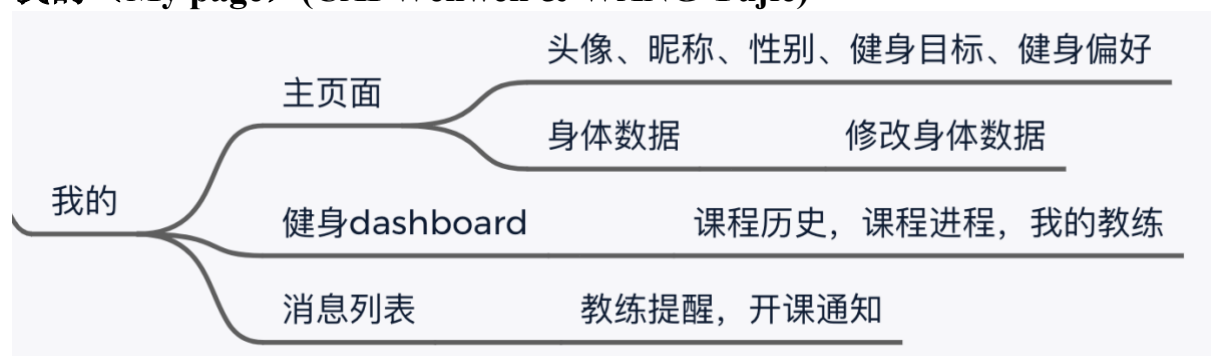 头像、昵称、性别、健身目标、健身偏好
主页面
身体数据 修改身体数据
我的
健身dashboard 课程历史，课程进程，我的教练
消息列表 教练提醒，开课通知